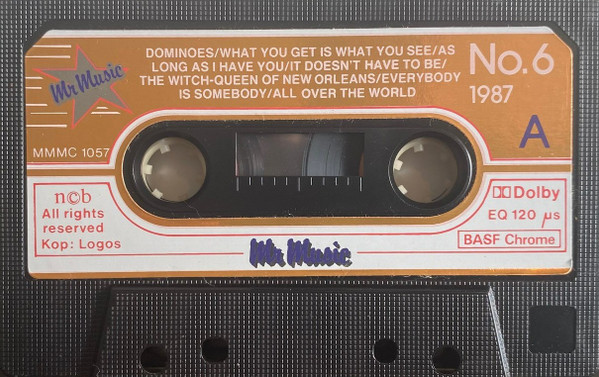 Mr Music
DOMINOES/WHAT YOU GET IS WHAT YOU SEE/AS
LONG AS I HAVE YOU/IT DOESN'T HAVE TO BE/
THE WITCH-QUEEN OF NEW ORLEANS/EVERYBODY
IS SOMEBODY/ALL OVER THE WORLD
No. 6
1987
A
MMMC 1057
n©b
All rights
reserved
Kop: Logos
Dolby
EQ 120 µs
BASF Chrome
Mr Music